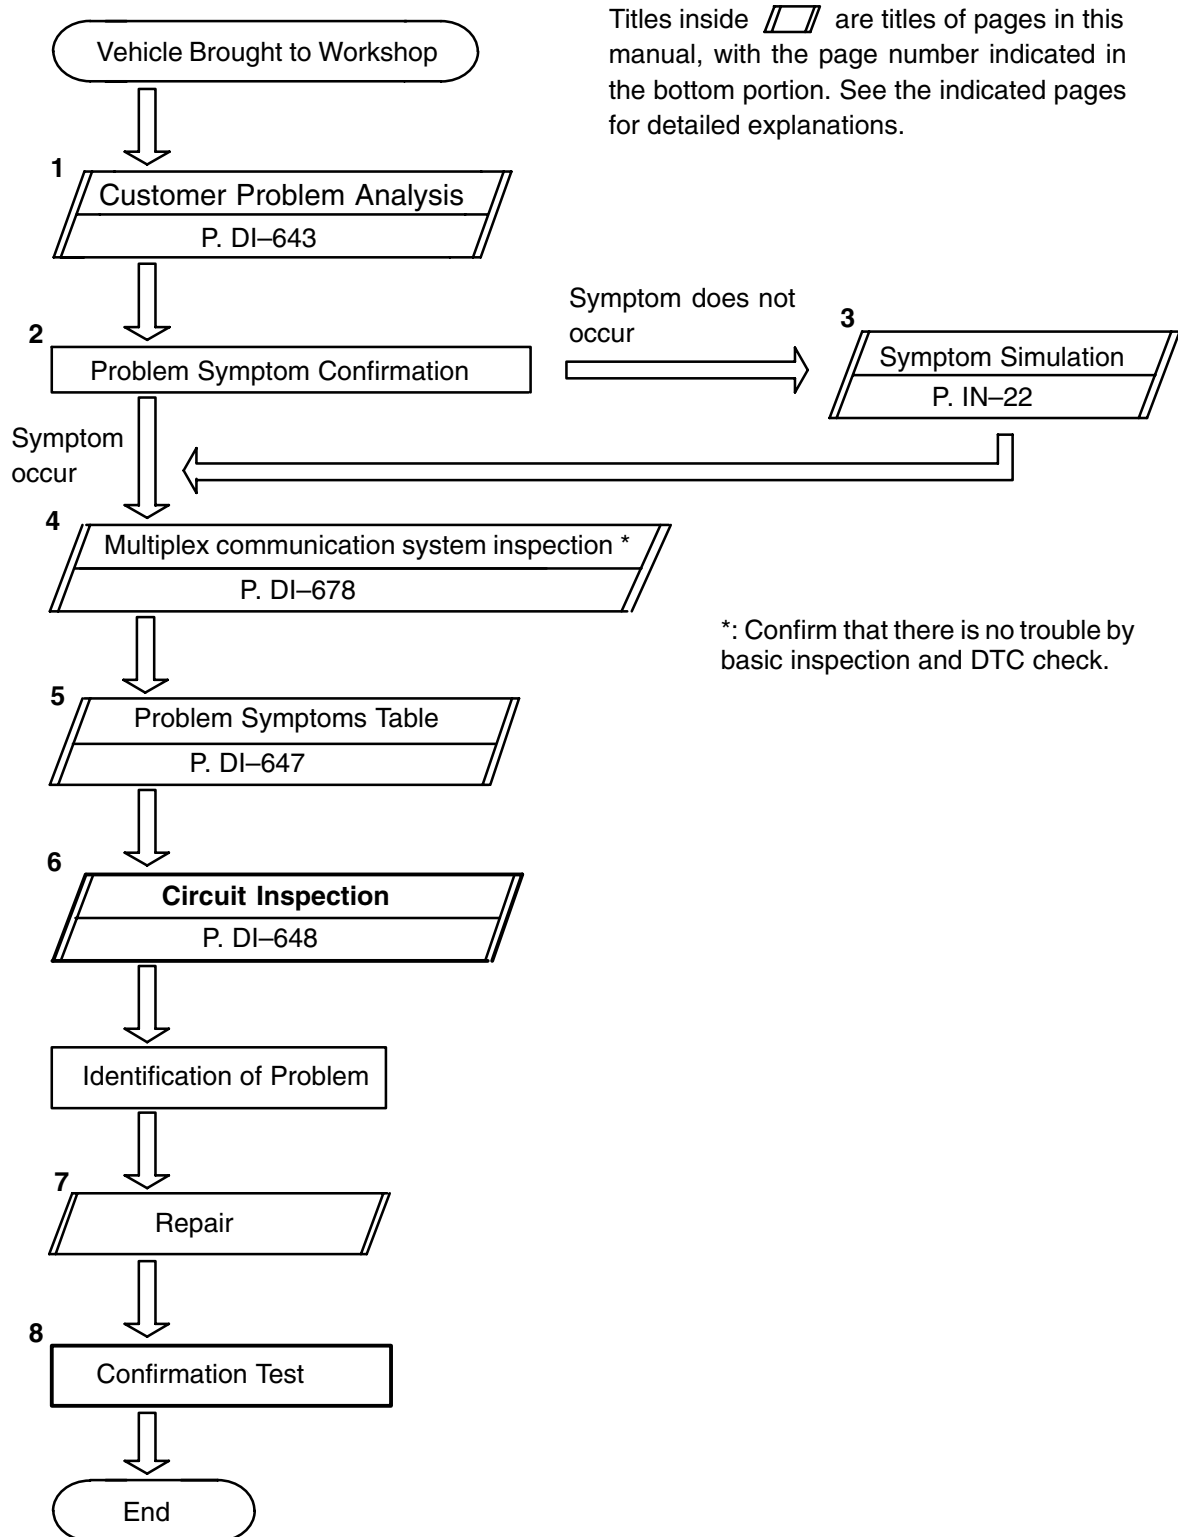 Vehicle Brought to Workshop
Titles inside are titles of pages in this
manual, with the page number indicated in
the bottom portion. See the indicated pages
for detailed explanations.
1
Customer Problem Analysis
P. DI–643
2
Problem Symptom Confirmation
Symptom does not
occur
3
Symptom Simulation
P. IN–22
Symptom
occur
4
Multiplex communication system inspection *
P. DI–678
*: Confirm that there is no trouble by
basic inspection and DTC check.
5
Problem Symptoms Table
P. DI–647
6
Circuit Inspection
P. DI–648
Identification of Problem
7
Repair
8
Confirmation Test
End